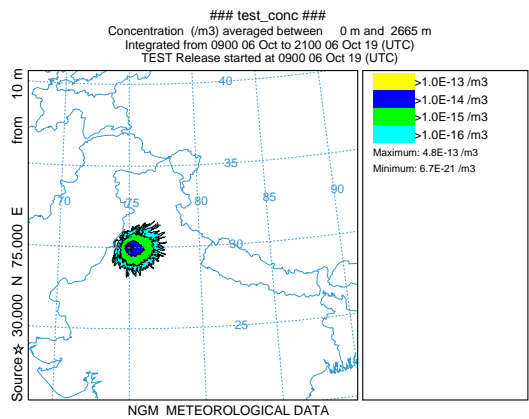 ### test_conc ###
Concentration (/m3) averaged between 0 m and 2665 m
Integrated from 0900 06 Oct to 2100 06 Oct 19 (UTC)
TEST Release started at 0900 06 Oct 19 (UTC)
Source ☆ 30.000 N 75.000 E from 10 m
40
35
70
75
80
85
90
30
25
>1.0E-13 /m3
>1.0E-14 /m3
>1.0E-15 /m3
>1.0E-16 /m3
Maximum: 4.8E-13 /m3
Minimum: 6.7E-21 /m3
NGM METEOROLOGICAL DATA